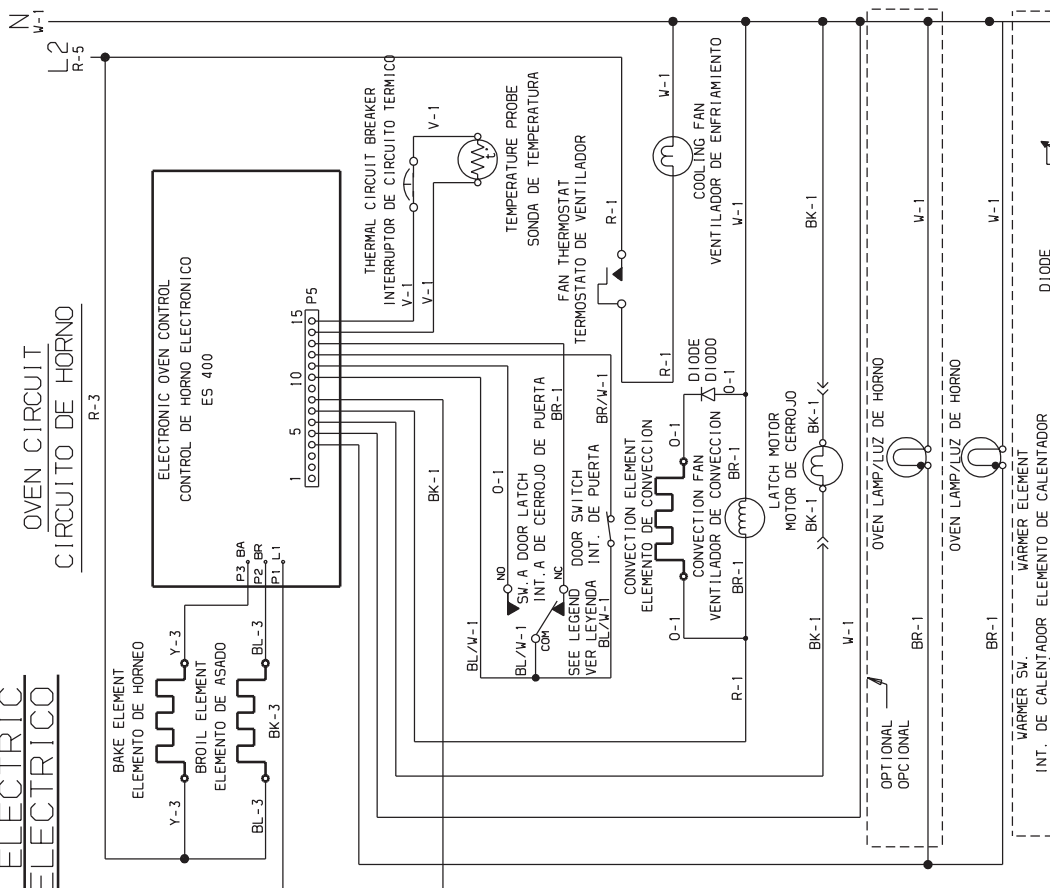 N
W-1
L2
R-5
OVEN CIRCUIT
CIRCUITO DE HORNO
R-3
ELECTRIC
ELECTRICO
ELECTRONIC OVEN CONTROL
CONTROL DE HORNO ELECTRONICO
ES 400
P3 BA
P2 BR
P1 L1
1
5
10
15
P5
BAKE ELEMENT
ELEMENTO DE HORNEO
Y-3
Y-3
BROIL ELEMENT
ELEMENTO DE ASADO
BL-3
BL-3
BK-3
THERMAL CIRCUIT BREAKER
INTERRUPTOR DE CIRCUITO TERMICO
V-1
V-1
V-1
t:
TEMPERATURE PROBE
SONDA DE TEMPERATURA
BK-1
O-1
NO
SW.A DOOR LATCH
INT.A DE CERROJO DE PUERTA
BL/W-1
BL/W-1
COM
NC
BR-1
SEE LEGEND DOOR SWITCH
VER LEYENDA INT. DE PUERTA
BL/W-1
BR/W-1
FAN THERMOSTAT
TERMOSTATO DE VENTILADOR
R-1
R-1
W-1
COOLING FAN
VENTILADOR DE ENFRIAMIENTO
W-1
CONVECTION ELEMENT
ELEMENTO DE CONVECCION
O-1
O-1
DIODE
DIODO
O-1
CONVECTION FAN
VENTILADOR DE CONVECCION
BR-1
BR-1
R-1
LATCH MOTOR
MOTOR DE CERROJO
BK-1
BK-1
BK-1
BK-1
W-1
OVEN LAMP/LUZ DE HORNO
BR-1
W-1
OPTIONAL
OPCIONAL
OVEN LAMP/LUZ DE HORNO
BR-1
W-1
WARMER SW. WARMER ELEMENT
INT. DE CALENTADOR ELEMENTO DE CALENTADOR
DIODE